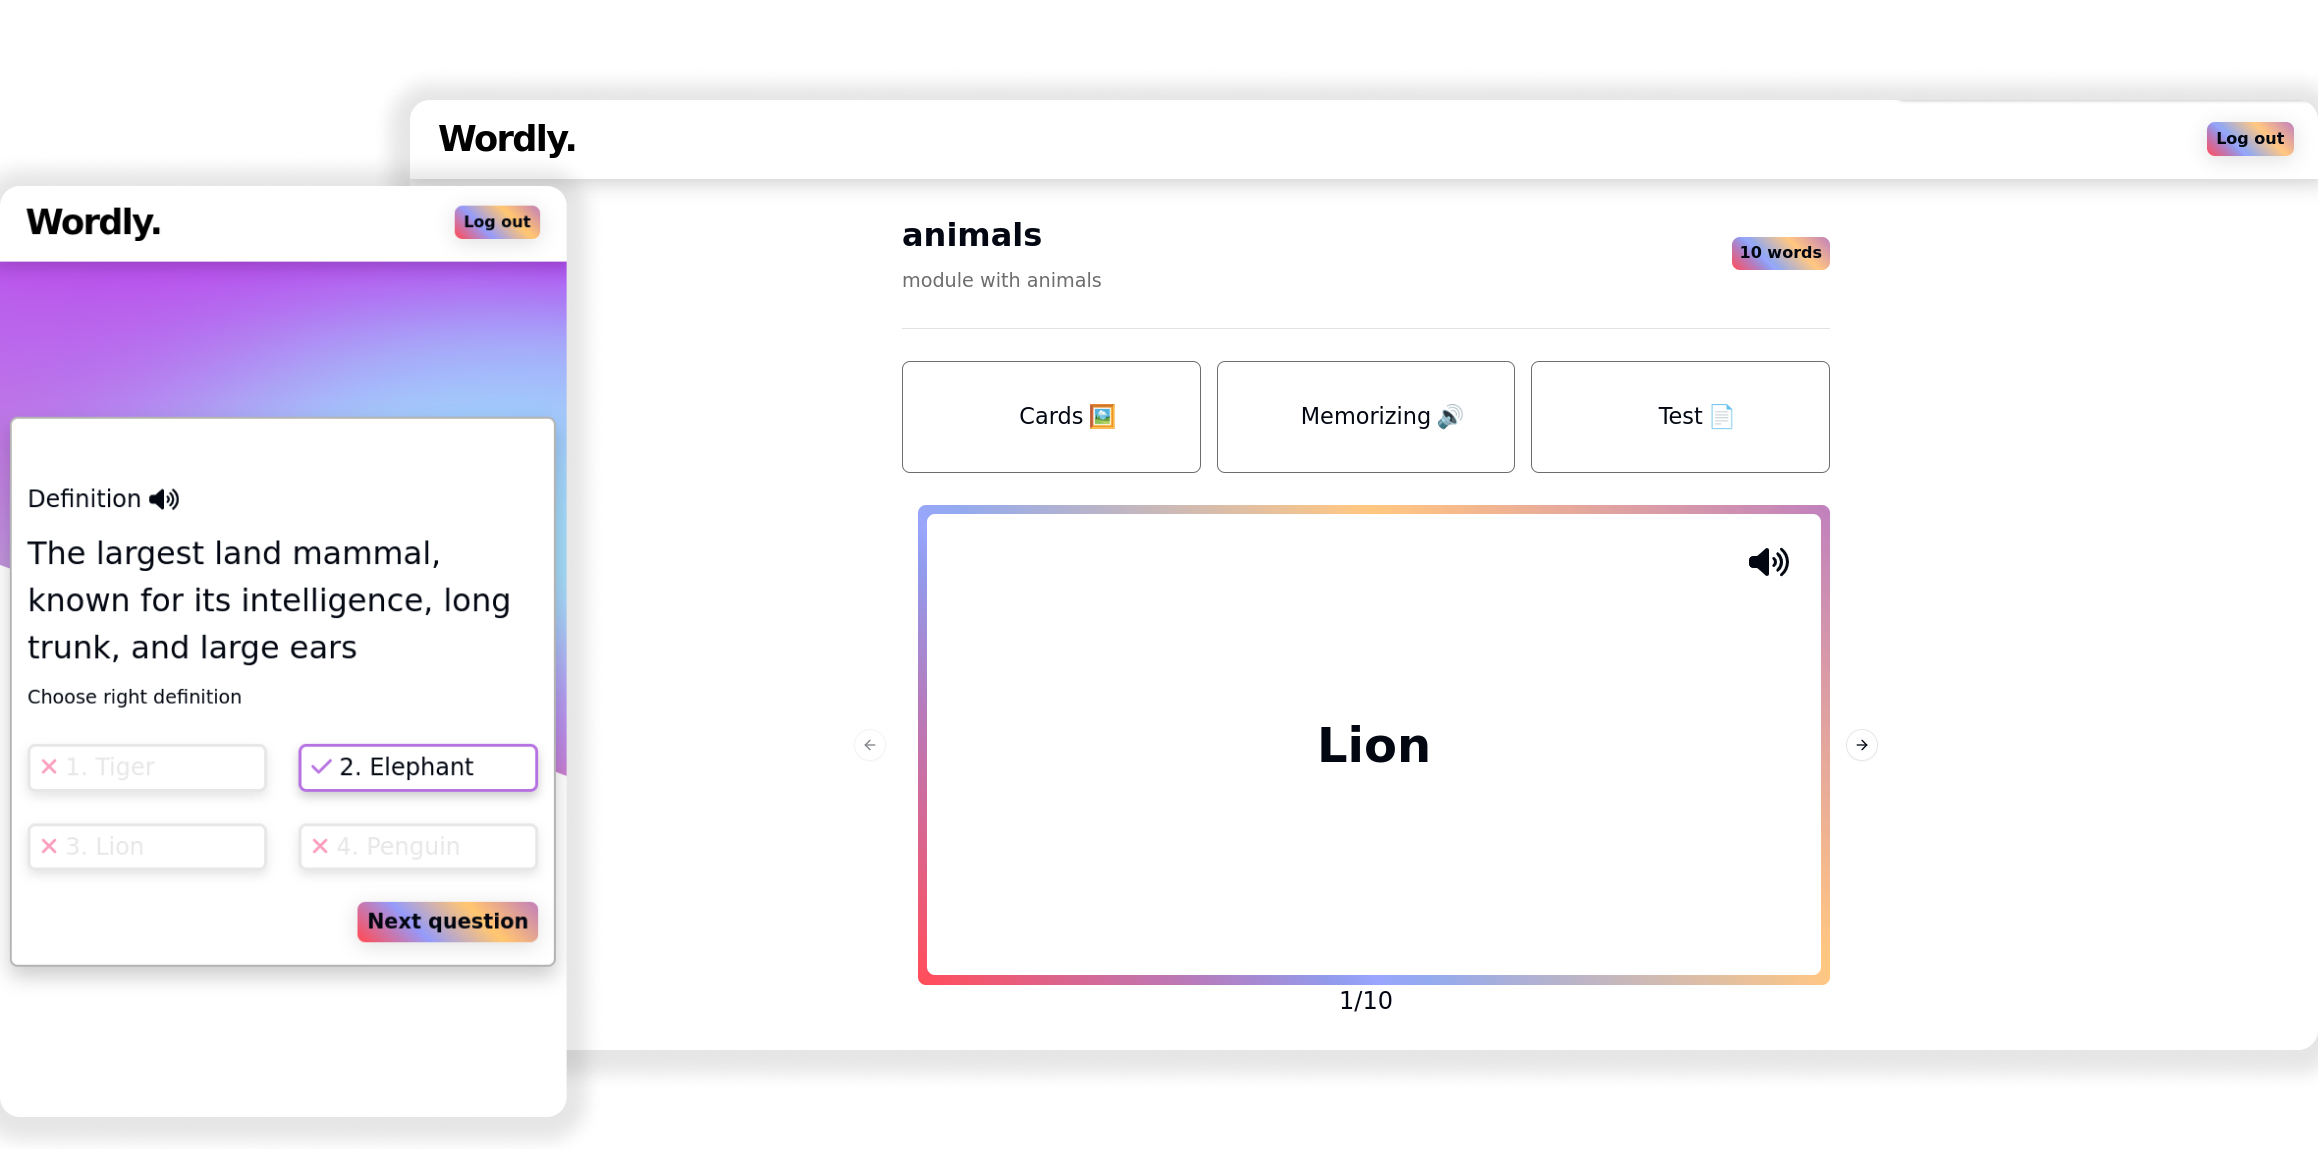 Wordly.
Log out
animals
10 words
module with animals
Cards
Memorizing
Test
Lion
1/10
Wordly.
Log out
Definition
The largest land mammal,
known for its intelligence, long
trunk, and large ears
Choose right definition
1. Tiger
2. Elephant
3. Lion
4. Penguin
Next question